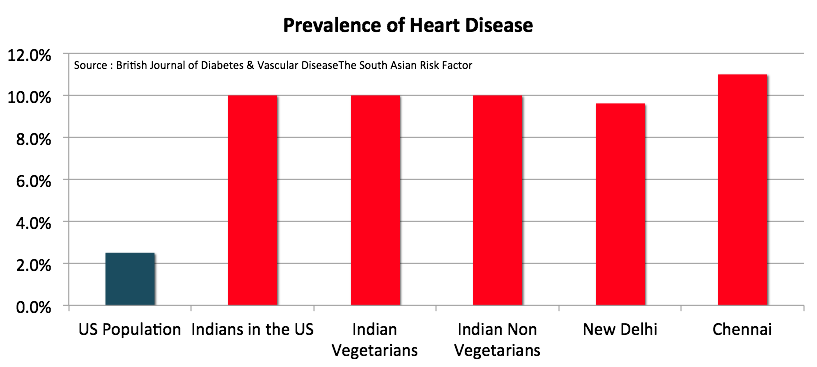 Prevalence of Heart Disease
12.0%
Source : British Journal of Diabetes & Vascular DiseaseThe South Asian Risk Factor
10.0%
8.0%
6.0%
4.0%
2.0%
0.0%
US Population Indians in the US Indian Indian Non New Delhi Chennai
Vegetarians Vegetarians